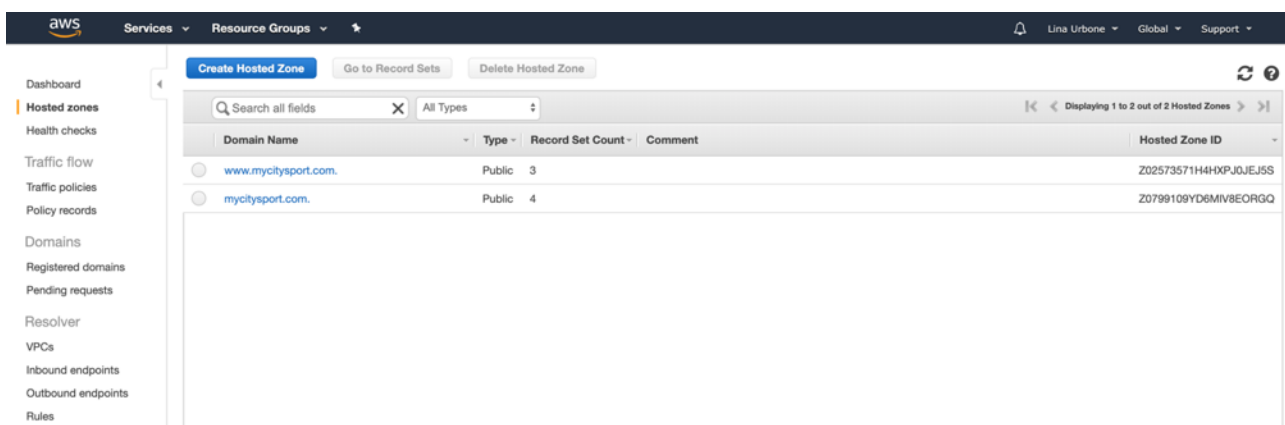 aws Services Resource Groups Lina Urbone Global Support
Create Hosted Zone Go to Record Sets Delete Hosted Zone
Dashboard
Hosted zones
Health checks
Traffic flow
Traffic policies
Policy records
Domains
Registered domains
Pending requests
Resolver
VPCs
Inbound endpoints
Outbound endpoints
Rules
Search all fields All Types Displaying 1 to 2 out of 2 Hosted Zones
Domain Name Type Record Set Count Comment Hosted Zone ID
www.mycitysport.com. Public 3 Z02573571H4HXPJ0JEJ5S
mycitysport.com. Public 4 Z0799109YD6MIV8EORGQ